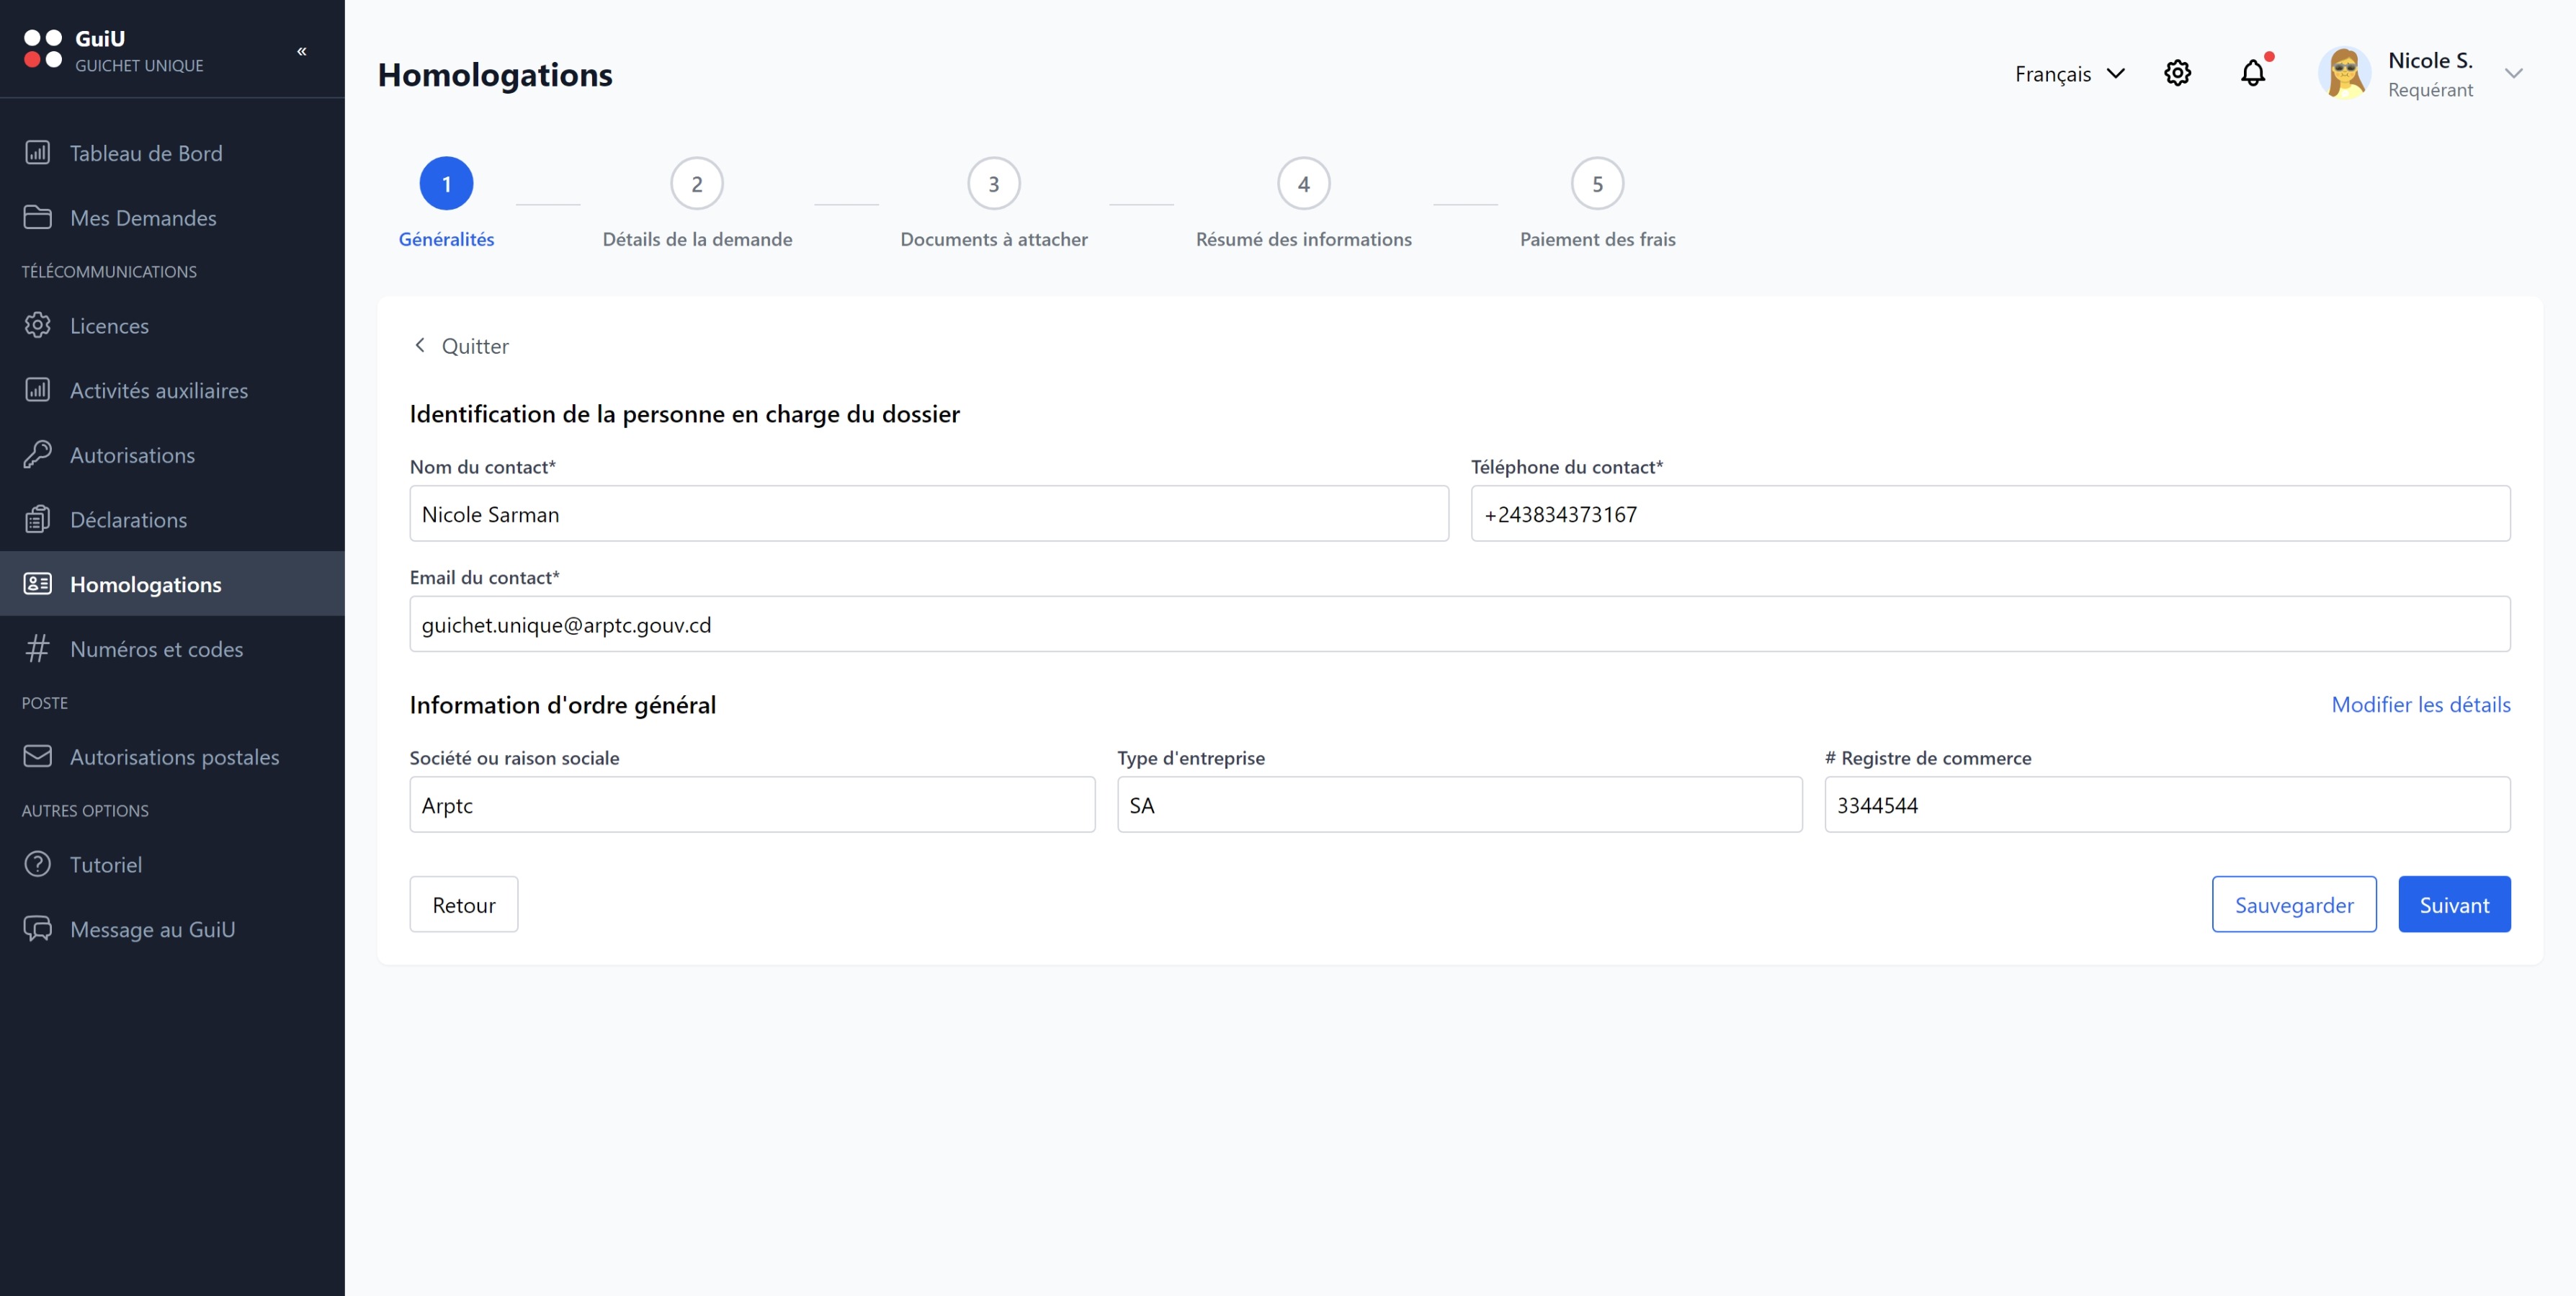 GuiU
GUICHET UNIQUE
«
Tableau de Bord
Mes Demandes
TÉLÉCOMMUNICATIONS
Licences
Activités auxiliaires
Autorisations
Déclarations
Homologations
Numéros et codes
POSTE
Autorisations postales
AUTRES OPTIONS
Tutoriel
Message au GuiU
Homologations
Français
Nicole S.
Requérant
1
Généralités
2
Détails de la demande
3
Documents à attacher
4
Résumé des informations
5
Paiement des frais
Quitter
Identification de la personne en charge du dossier
Nom du contact*
Nicole Sarman
Téléphone du contact*
+243834373167
Email du contact*
guichet.unique@arptc.gouv.cd
Information d'ordre général
Modifier les détails
Société ou raison sociale
Arptc
Type d'entreprise
SA
# Registre de commerce
3344544
Retour
Sauvegarder
Suivant